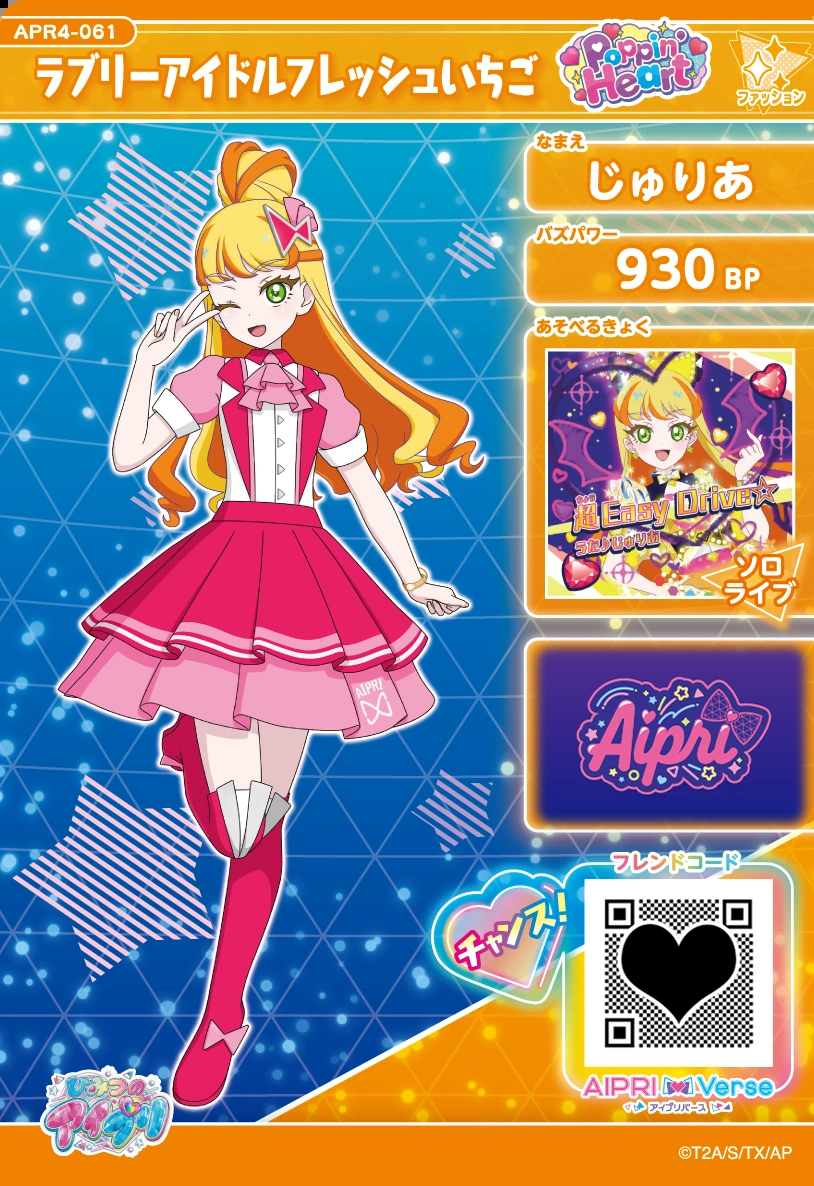 APR4-061
ラブリーアイドルフレッシュいちご
Poppin' Heart
ファッション
なまえ
じゅりあ
バズパワー
930 BP
あそべるきょく
ちょう
超Easy Drive☆
うた♪じゅりあ
ソロ
ライブ
AIPRI
Aipri
フレンドコード
チャンス!
AIPRI Verse
アイプリバース
ひみつの
アイプリ
©T2A/S/TX/AP